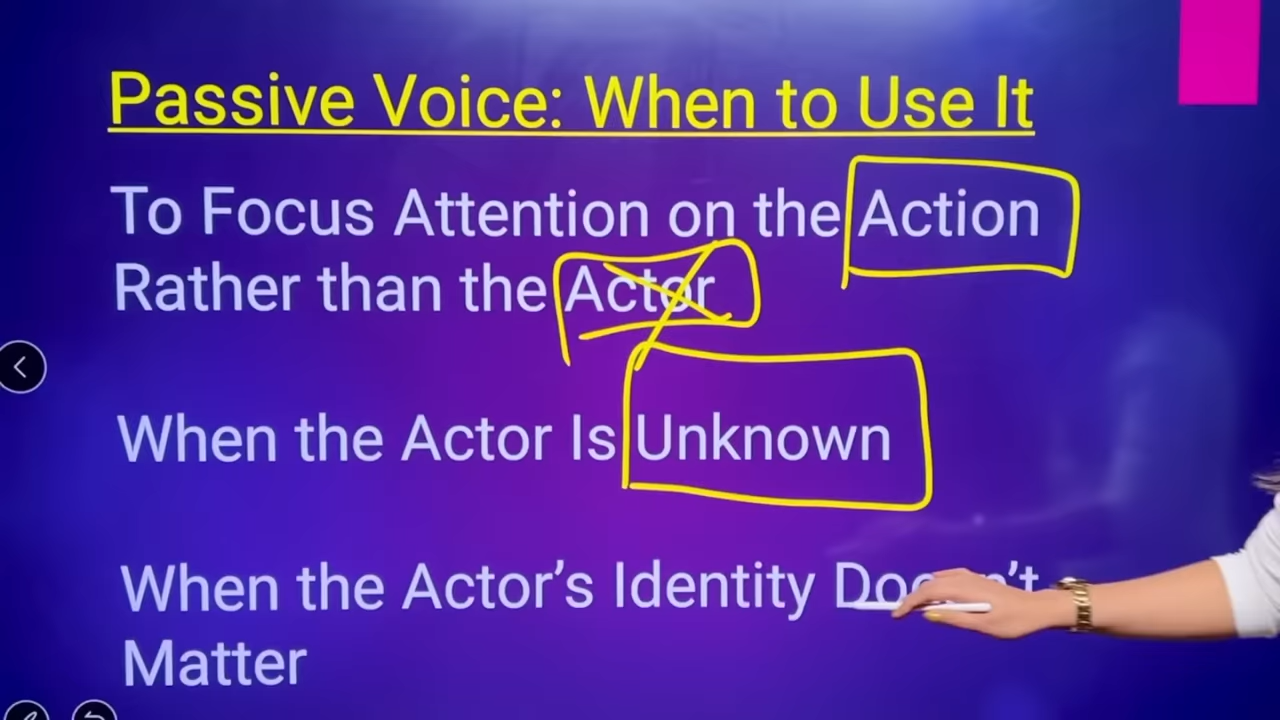 Passive Voice: When to Use It
To Focus Attention on the Action
Rather than the Actor
When the Actor Is Unknown
When the Actor's Identity
Matter